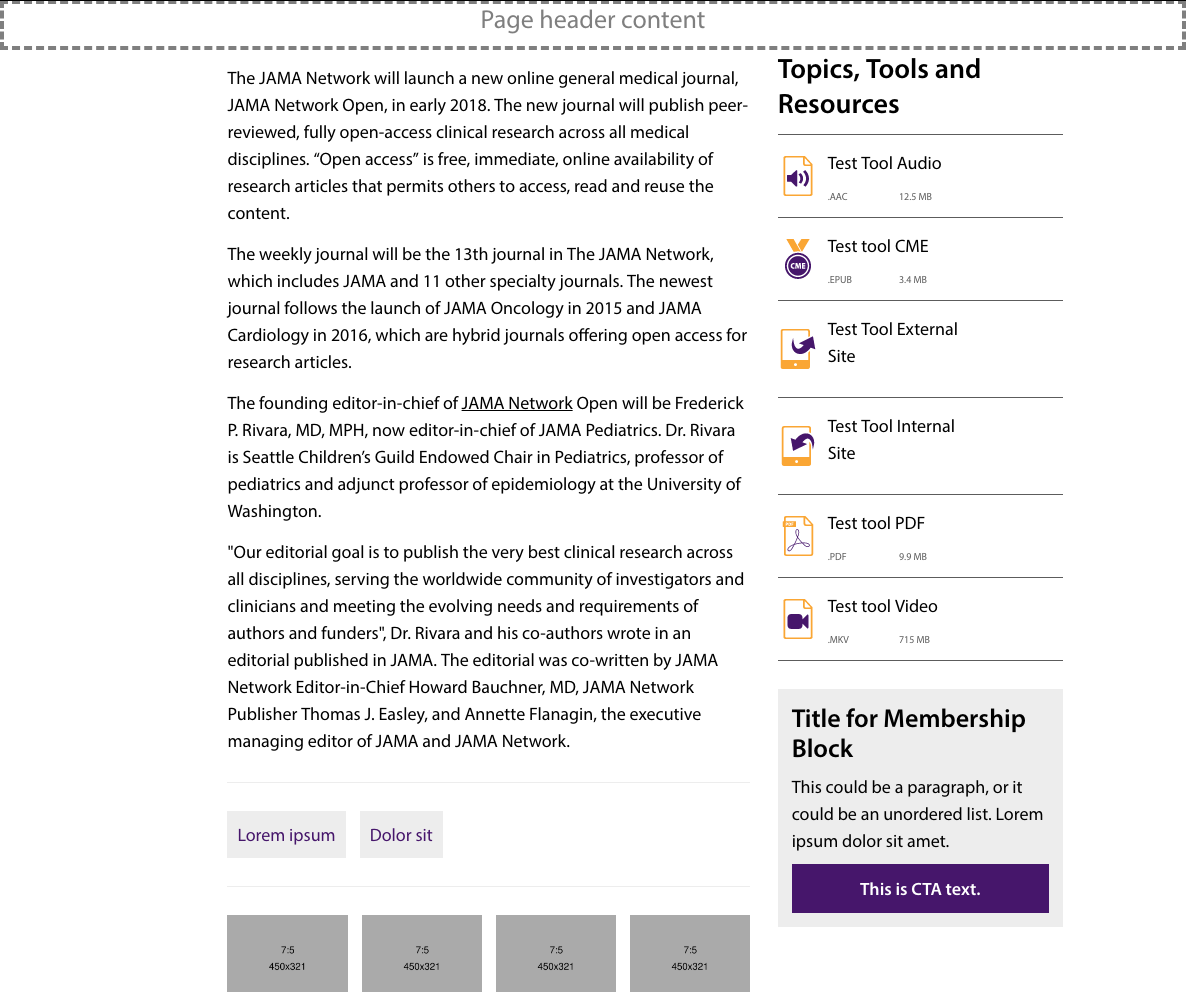 Page header content
The JAMA Network will launch a new online general medical journal,
JAMA Network Open, in early 2018. The new journal will publish peer-
reviewed, fully open-access clinical research across all medical
disciplines. “Open access” is free, immediate, online availability of
research articles that permits others to access, read and reuse the
content.
The weekly journal will be the 13th journal in The JAMA Network,
which includes JAMA and 11 other specialty journals. The newest
journal follows the launch of JAMA Oncology in 2015 and JAMA
Cardiology in 2016, which are hybrid journals offering open access for
research articles.
The founding editor-in-chief of JAMA Network Open will be Frederick
P. Rivara, MD, MPH, now editor-in-chief of JAMA Pediatrics. Dr. Rivara
is Seattle Children’s Guild Endowed Chair in Pediatrics, professor of
pediatrics and adjunct professor of epidemiology at the University of
Washington.
"Our editorial goal is to publish the very best clinical research across
all disciplines, serving the worldwide community of investigators and
clinicians and meeting the evolving needs and requirements of
authors and funders", Dr. Rivara and his co-authors wrote in an
editorial published in JAMA. The editorial was co-written by JAMA
Network Editor-in-Chief Howard Bauchner, MD, JAMA Network
Publisher Thomas J. Easley, and Annette Flanagin, the executive
managing editor of JAMA and JAMA Network.
Lorem ipsum
Dolor sit
7:5
450x321
7:5
450x321
7:5
450x321
7:5
450x321
Topics, Tools and
Resources
Test Tool Audio
.AAC 12.5 MB
CME
Test tool CME
.EPUB 3.4 MB
Test Tool External
Site
Test Tool Internal
Site
PDF
Test tool PDF
.PDF 9.9 MB
Test tool Video
.MKV 715 MB
Title for Membership
Block
This could be a paragraph, or it
could be an unordered list. Lorem
ipsum dolor sit amet.
This is CTA text.